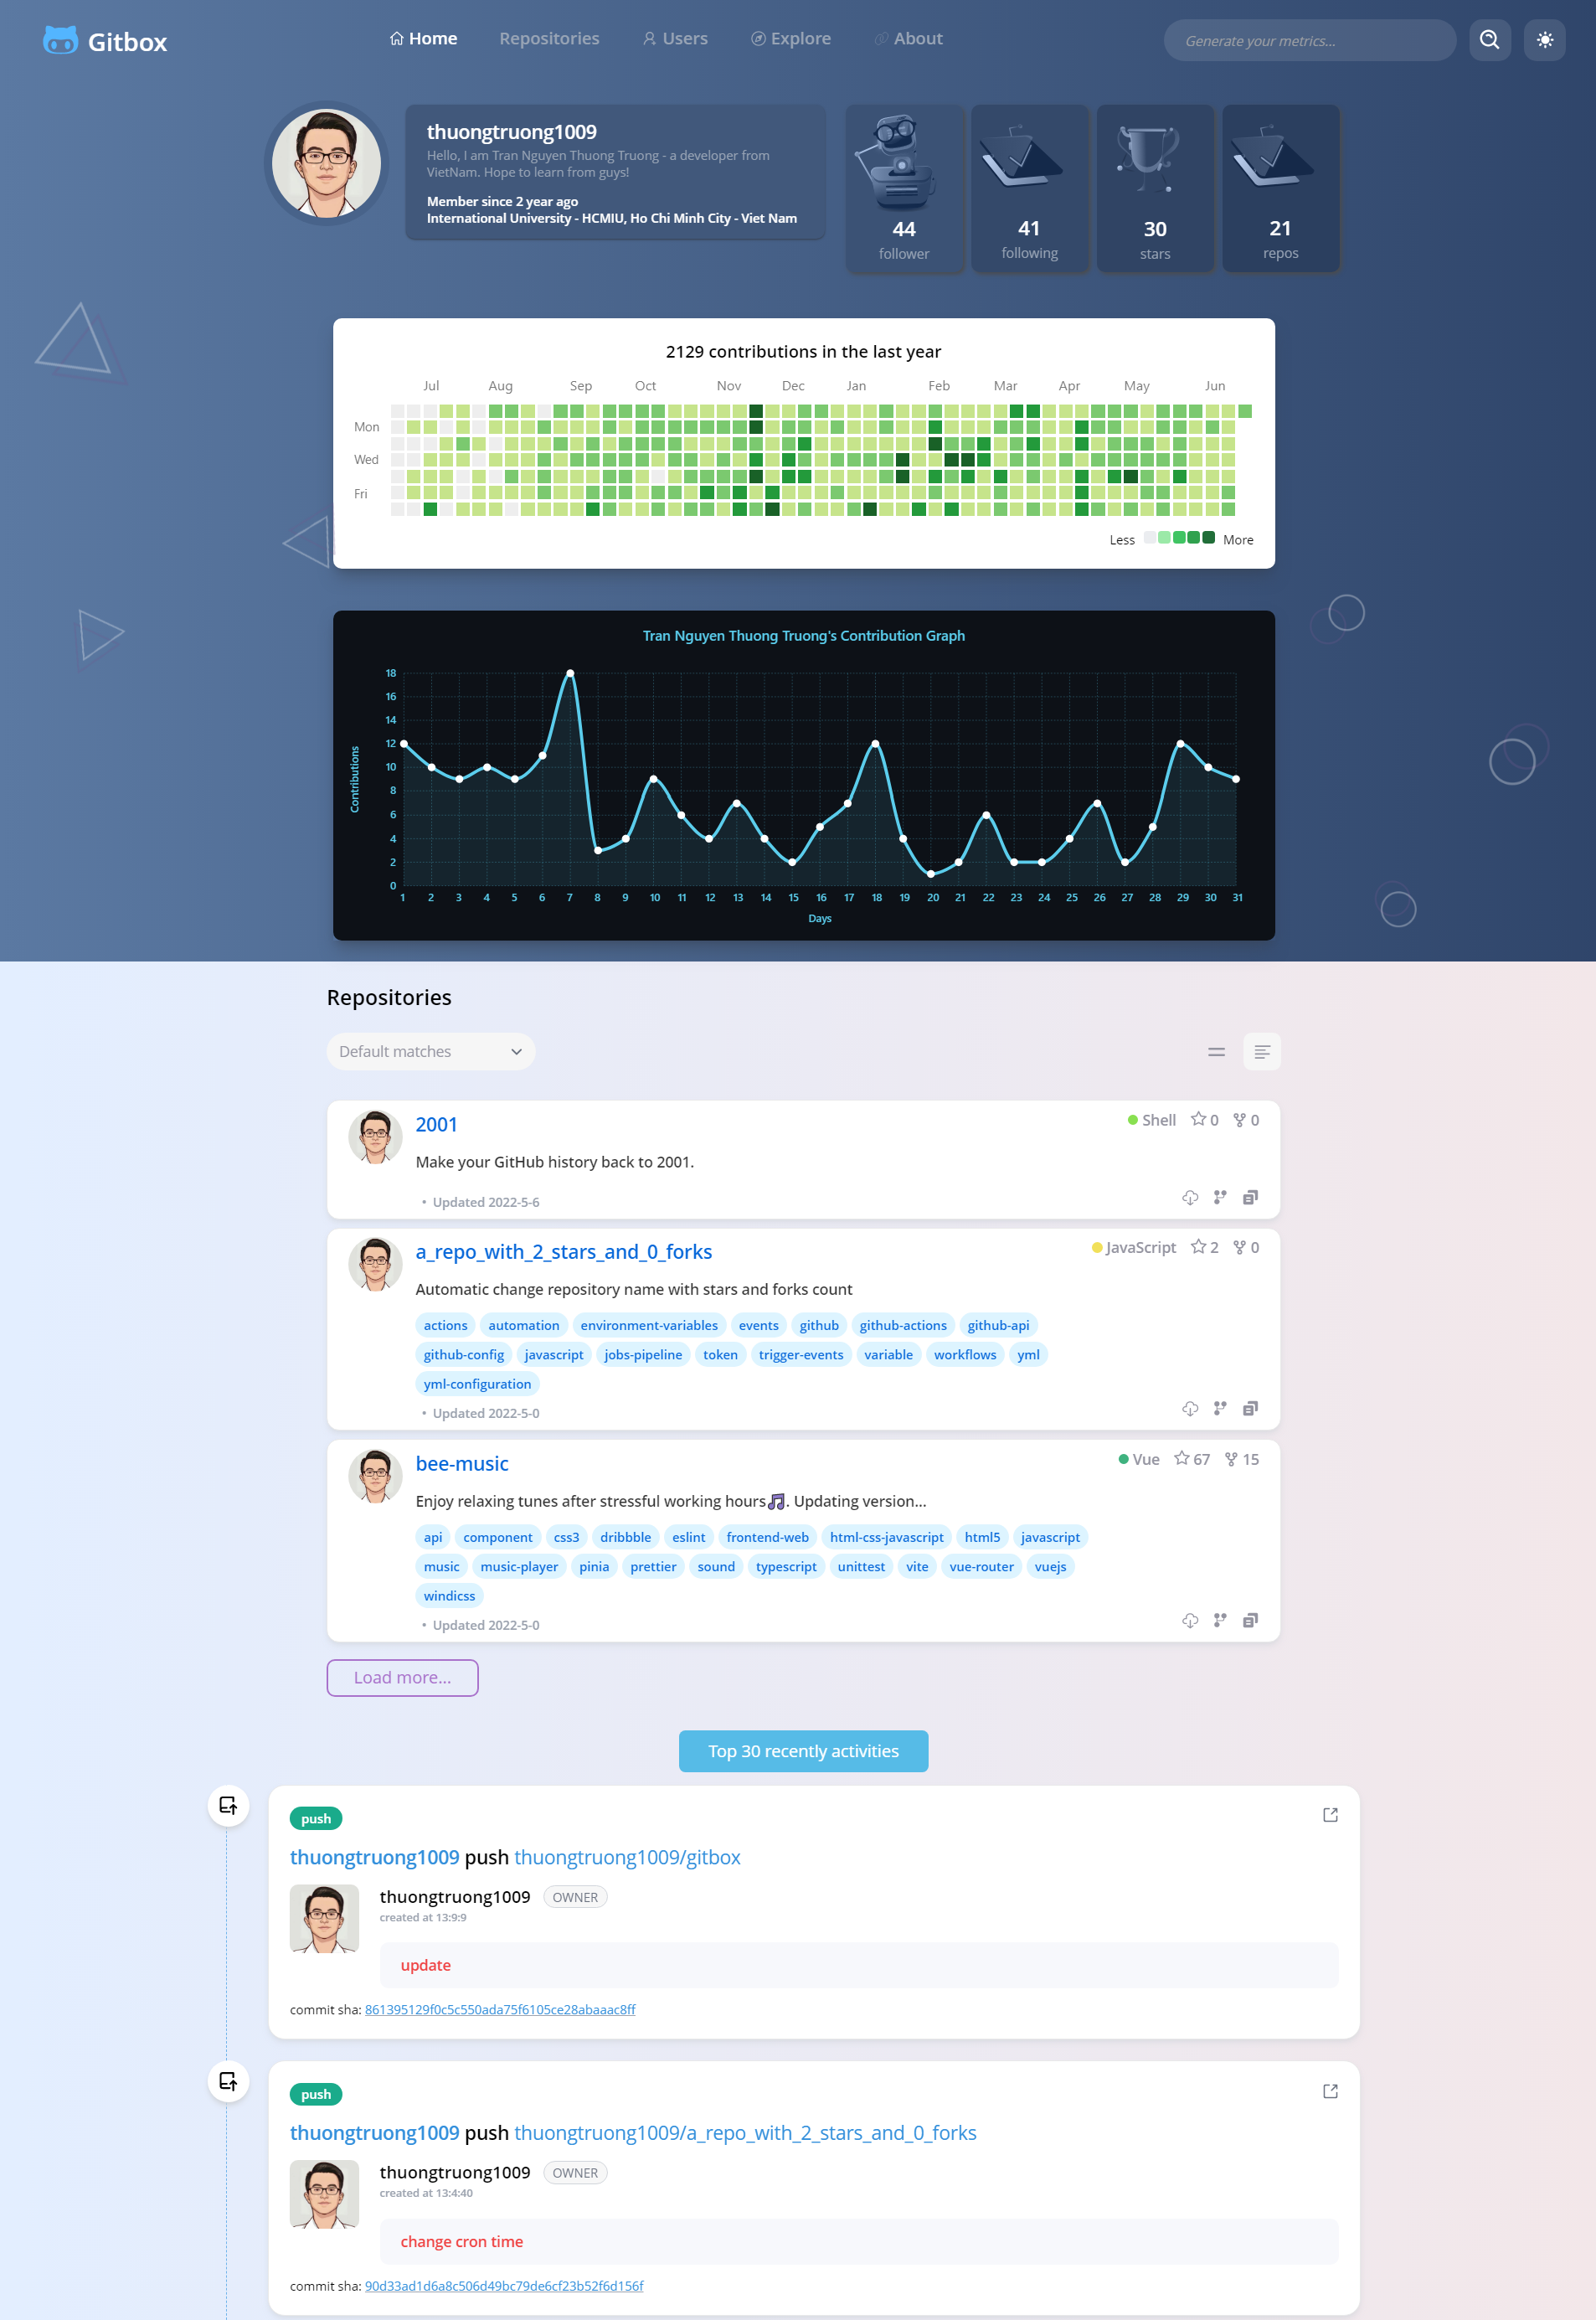 Gitbox
Home
Repositories
Users
Explore
About
Generate your metrics...
thuongtruong1009
Hello, I am Tran Nguyen Thuong Truong - a developer from
VietNam. Hope to learn from guys!
Member since 2 year ago
International University - HCMIU, Ho Chi Minh City - Viet Nam
44
follower
41
following
30
stars
21
repos
2129 contributions in the last year
Jul Aug Sep Oct Nov Dec Jan Feb Mar Apr May Jun
Mon
Wed
Fri
Less More
Tran Nguyen Thuong Truong's Contribution Graph
18
16
14
12
10
8
6
4
2
0
Contributions
1 2 3 4 5 6 7 8 9 10 11 12 13 14 15 16 17 18 19 20 21 22 23 24 25 26 27 28 29 30 31
Days
Repositories
Default matches
2001
Shell 0 0
Make your GitHub history back to 2001.
• Updated 2022-5-6
a_repo_with_2_stars_and_0_forks
JavaScript 2 0
Automatic change repository name with stars and forks count
actions automation environment-variables events github github-actions github-api
github-config javascript jobs-pipeline token trigger-events variable workflows yml
yml-configuration
• Updated 2022-5-0
bee-music
Vue 67 15
Enjoy relaxing tunes after stressful working hours🎵. Updating version...
api component css3 dribbble eslint frontend-web html-css-javascript html5 javascript
music music-player pinia prettier sound typescript unittest vite vue-router vuejs
windicss
• Updated 2022-5-0
Load more...
Top 30 recently activities
push
thuongtruong1009 push thuongtruong1009/gitbox
thuongtruong1009 OWNER
created at 13:9:9
update
commit sha: 861395129f0c5c550ada75f6105ce28abaaac8ff
push
thuongtruong1009 push thuongtruong1009/a_repo_with_2_stars_and_0_forks
thuongtruong1009 OWNER
created at 13:4:40
change cron time
commit sha: 90d33ad1d6a8c506d49bc79de6cf23b52f6d156f